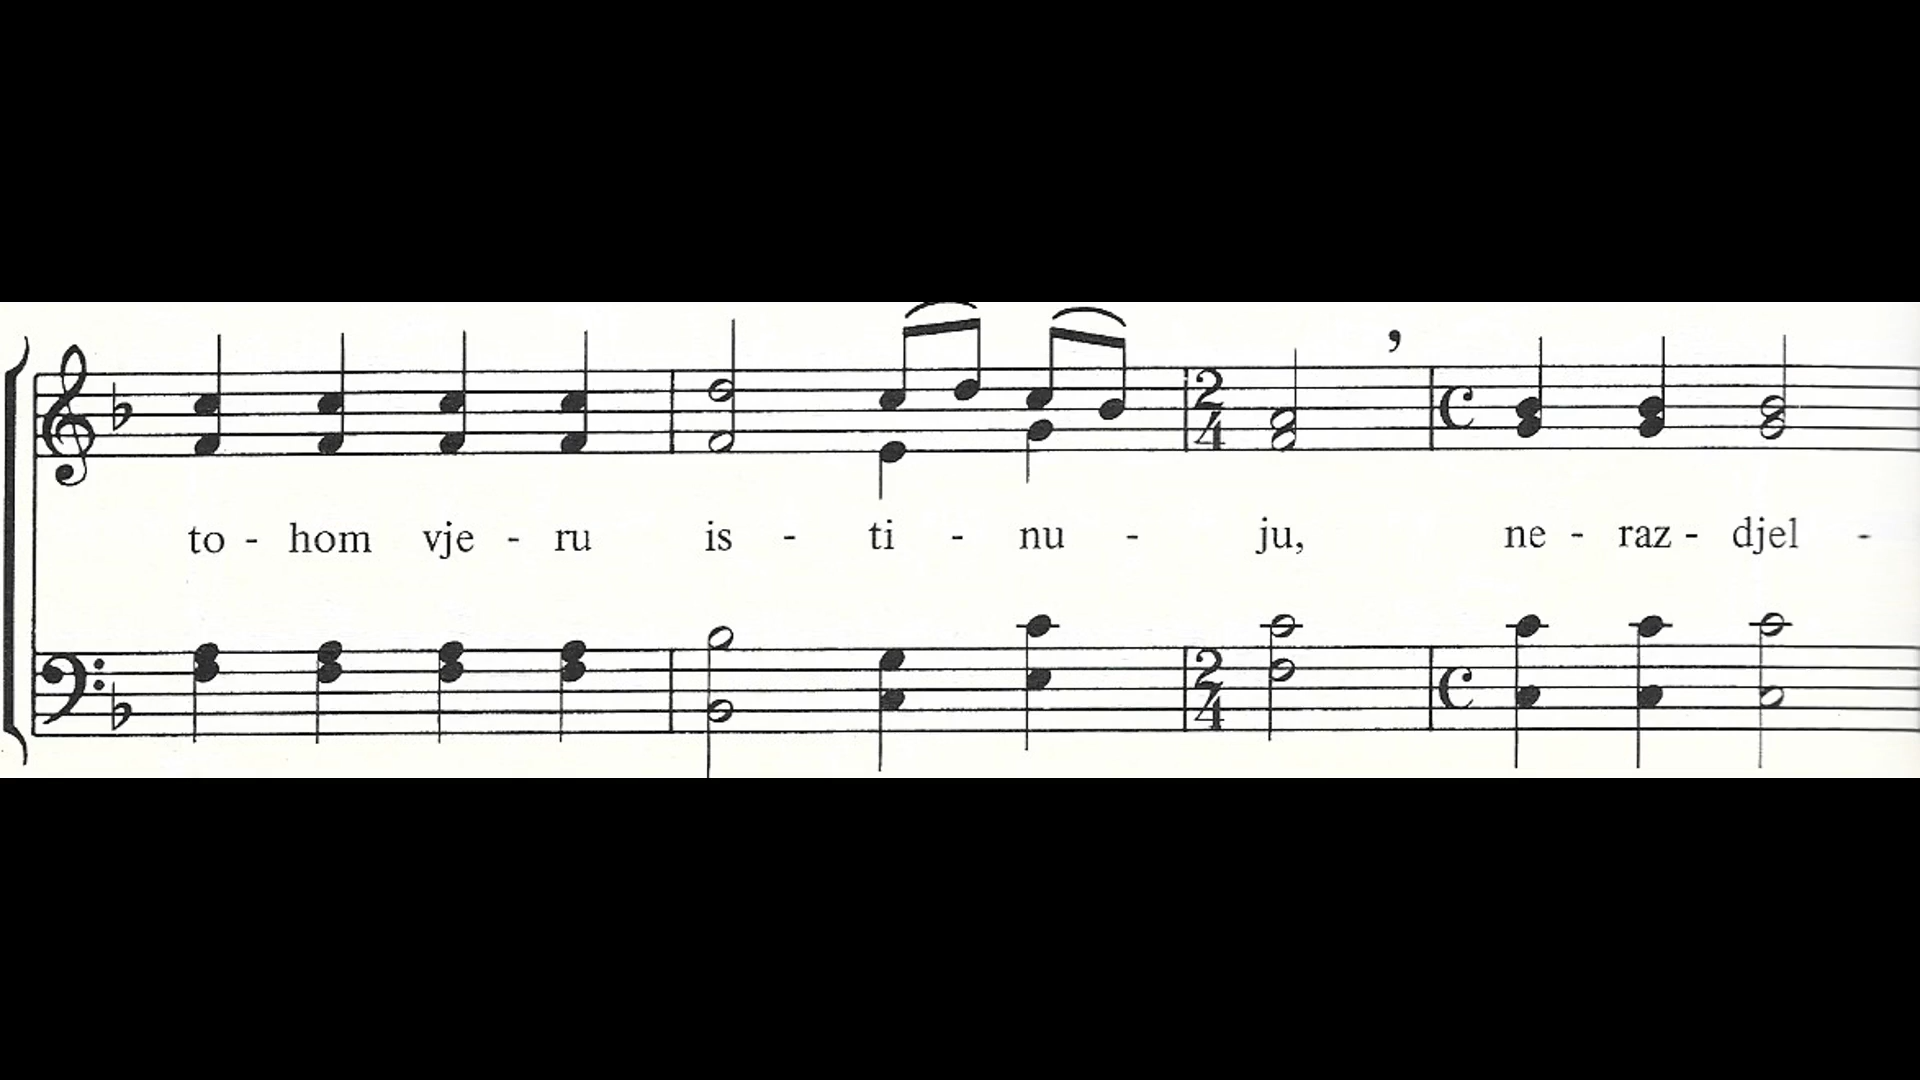 to - hom vje - ru is - ti - nu - ju, ne - raz - djel -